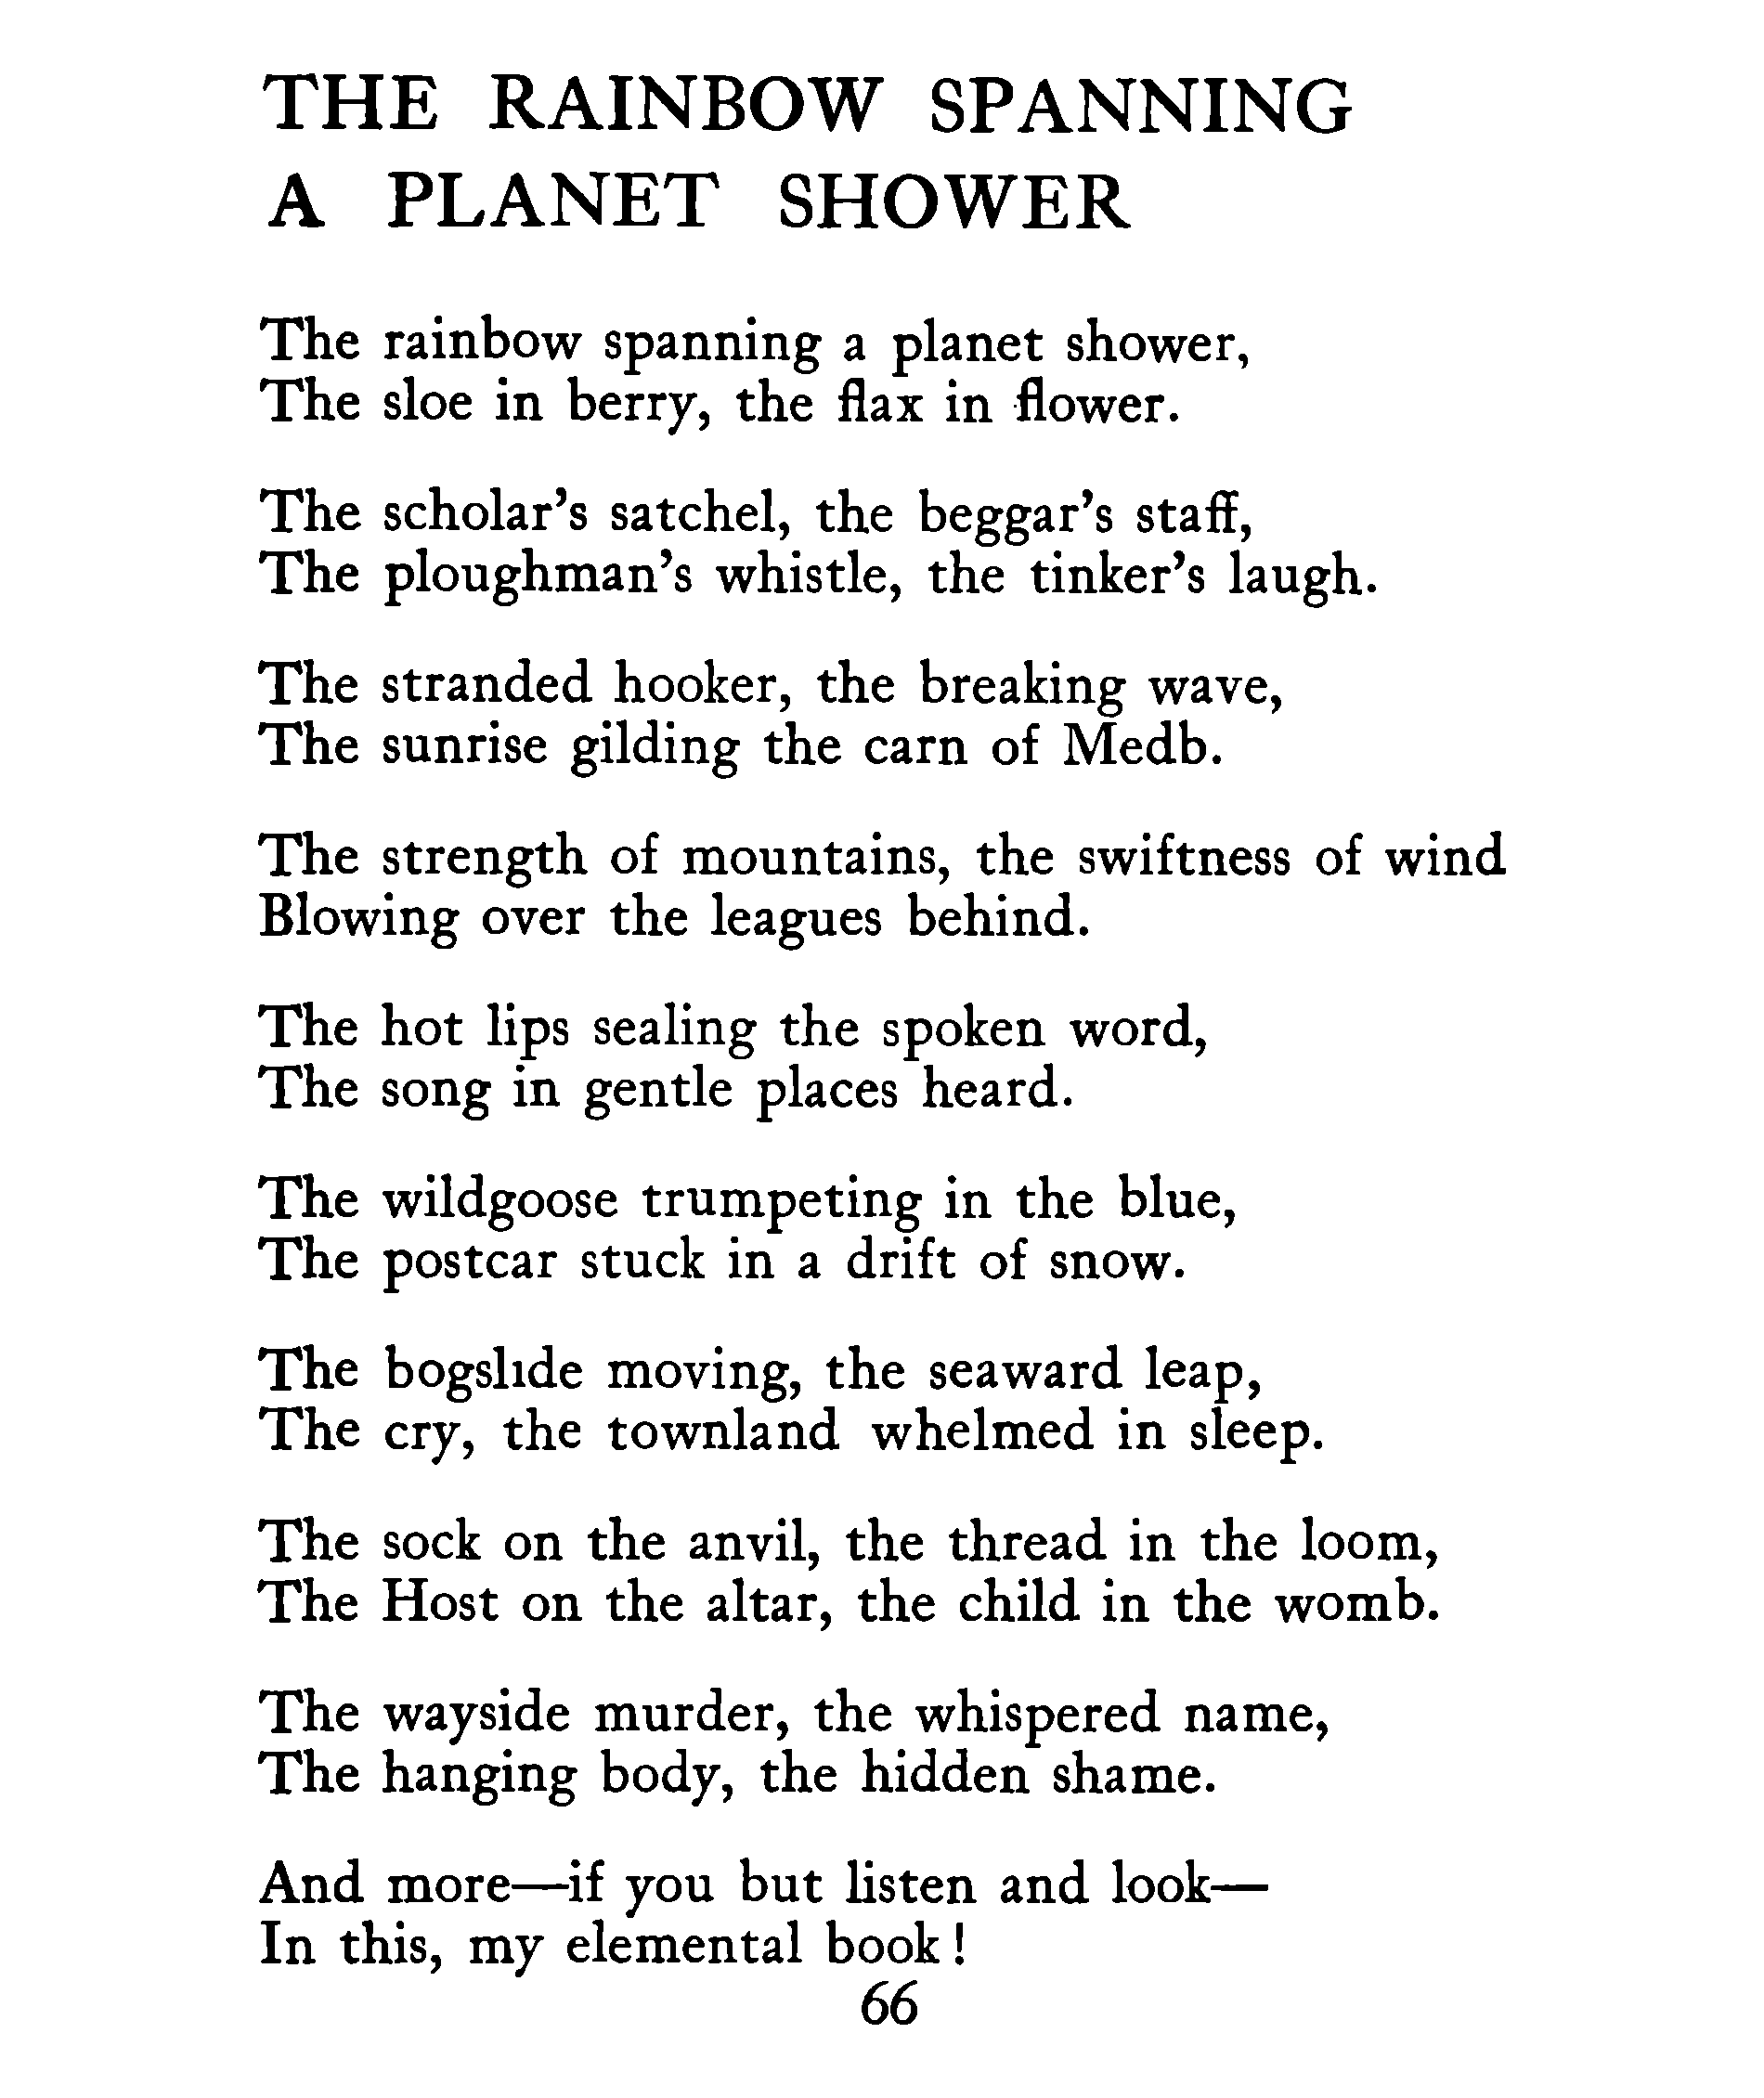 THE RAINBOW SPANNING
A PLANET SHOWER
The rainbow spanning a planet shower,
The sloe in berry, the flax in flower.
The scholar's satchel, the beggar's staff,
The ploughman's whistle, the tinker's laugh.
The stranded hooker, the breaking wave,
The sunrise gilding the carn of Medb.
The strength of mountains, the swiftness of wind
Blowing over the leagues behind.
The hot lips sealing the spoken word,
The song in gentle places heard.
The wildgoose trumpeting in the blue,
The postcar stuck in a drift of snow.
The bogslide moving, the seaward leap,
The cry, the townland whelmed in sleep.
The sock on the anvil, the thread in the loom,
The Host on the altar, the child in the womb.
The wayside murder, the whispered name,
The hanging body, the hidden shame.
And more—if you but listen and look—
In this, my elemental book!
66